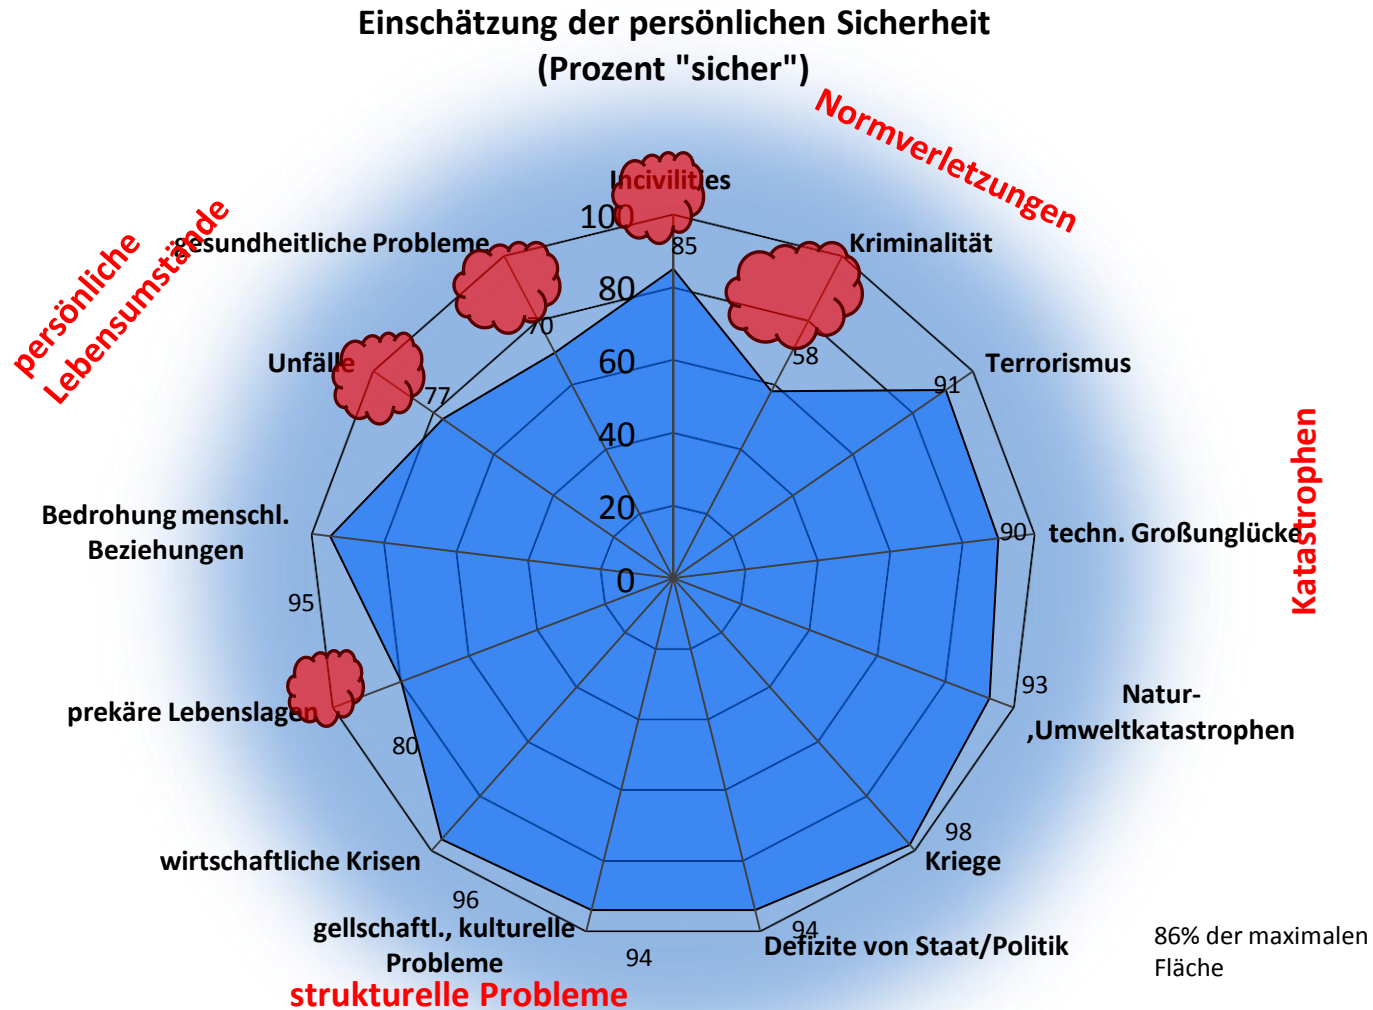 Einschätzung der persönlichen Sicherheit
(Prozent "sicher")
Normverletzungen
Incivilities
100
85
Kriminalität
gesundheitliche Probleme
persönliche
Lebensumstände
80
70
58
Unfälle
77
60
Terrorismus
91
40
Katastrophen
20
Bedrohung menschl.
Beziehungen
90
techn. Großunglücke
0
95
93
Natur-
,Umweltkatastrophen
prekäre Lebenslagen
80
98
wirtschaftliche Krisen
Kriege
96
gellschaftl., kulturelle
Probleme
94
94
Defizite von Staat/Politik
86% der maximalen
Fläche
strukturelle Probleme